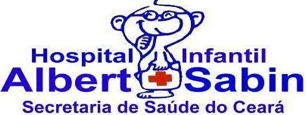 Hospital Infantil
Albert Sabin
Secretaria de Saúde do Ceará